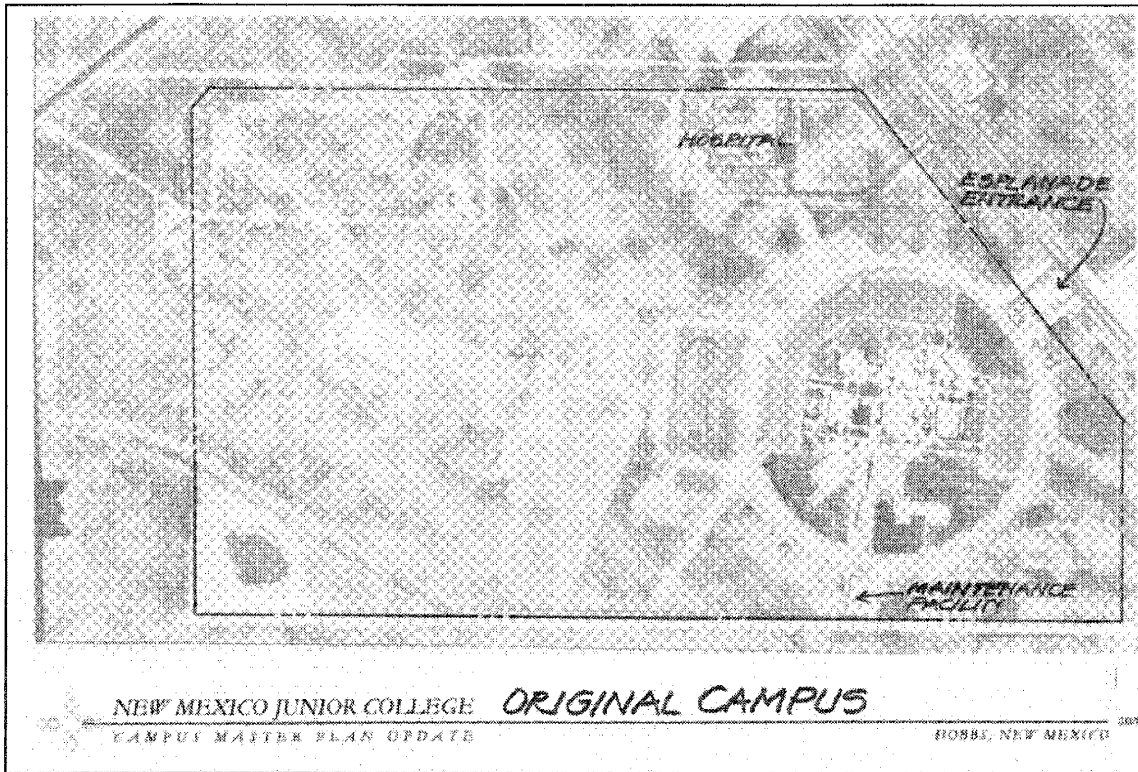 HOSPITAL
ESPLANADE
ENTRANCE
MAINTENANCE
FACILITY
NEW MEXICO JUNIOR COLLEGE ORIGINAL CAMPUS
CAMPUS MASTER PLAN UPDATE
HOBBS, NEW MEXICO